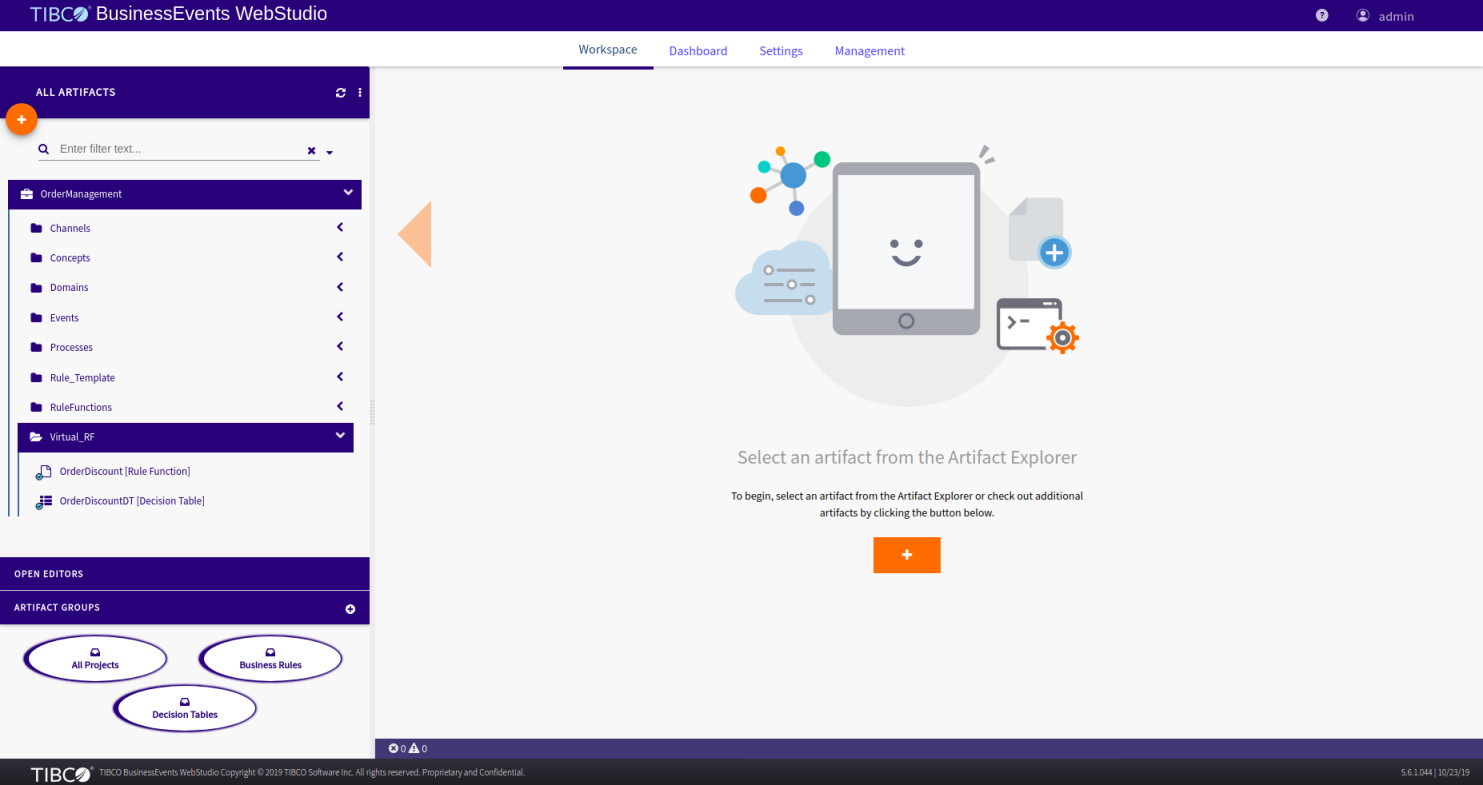 TIBCO BusinessEvents WebStudio
admin
Workspace Dashboard Settings Management
ALL ARTIFACTS
Enter filter text...
OrderManagement
Channels
Concepts
Domains
Events
Processes
Rule_Template
RuleFunctions
Virtual_RF
OrderDiscount [Rule Function]
OrderDiscountDT [Decision Table]
OPEN EDITORS
ARTIFACT GROUPS
All Projects
Business Rules
Decision Tables
Select an artifact from the Artifact Explorer
To begin, select an artifact from the Artifact Explorer or check out additional
artifacts by clicking the button below.
0 0
TIBCO TIBCO BusinessEvents WebStudio Copyright © 2019 TIBCO Software Inc. All rights reserved. Proprietary and Confidential.
5.6.1.044 | 10/23/19